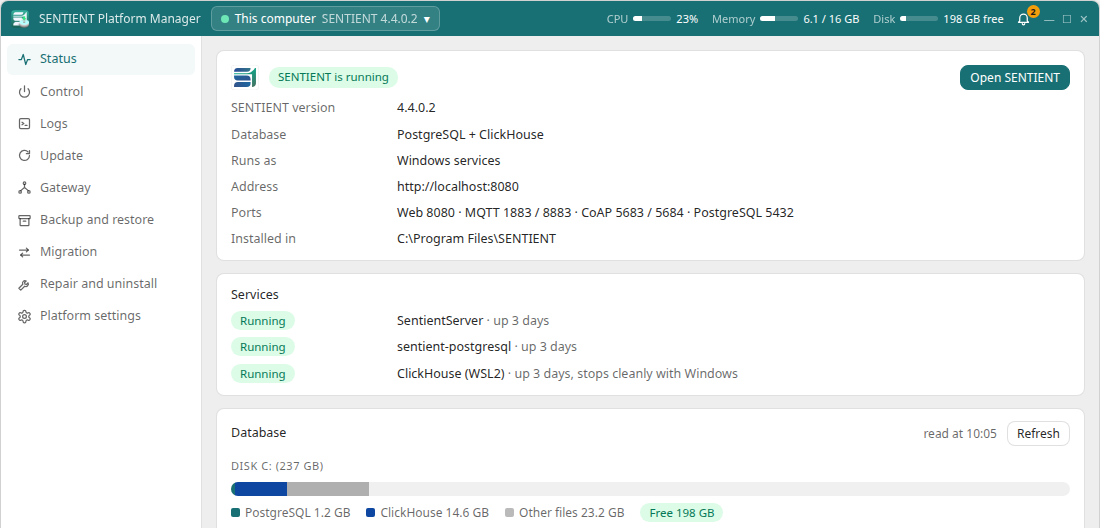 SENTIENT Platform Manager This computer SENTIENT 4.4.0.2 ▾ CPU 23% Memory 6.1 / 16 GB Disk 198 GB free 2
Status
Control
Logs
Update
Gateway
Backup and restore
Migration
Repair and uninstall
Platform settings
SENTIENT is running Open SENTIENT
SENTIENT version 4.4.0.2
Database PostgreSQL + ClickHouse
Runs as Windows services
Address http://localhost:8080
Ports Web 8080 · MQTT 1883 / 8883 · CoAP 5683 / 5684 · PostgreSQL 5432
Installed in C:\Program Files\SENTIENT
Services
Running SentientServer · up 3 days
Running sentient-postgresql · up 3 days
Running ClickHouse (WSL2) · up 3 days, stops cleanly with Windows
Database read at 10:05 Refresh
DISK C: (237 GB)
PostgreSQL 1.2 GB ClickHouse 14.6 GB Other files 23.2 GB Free 198 GB